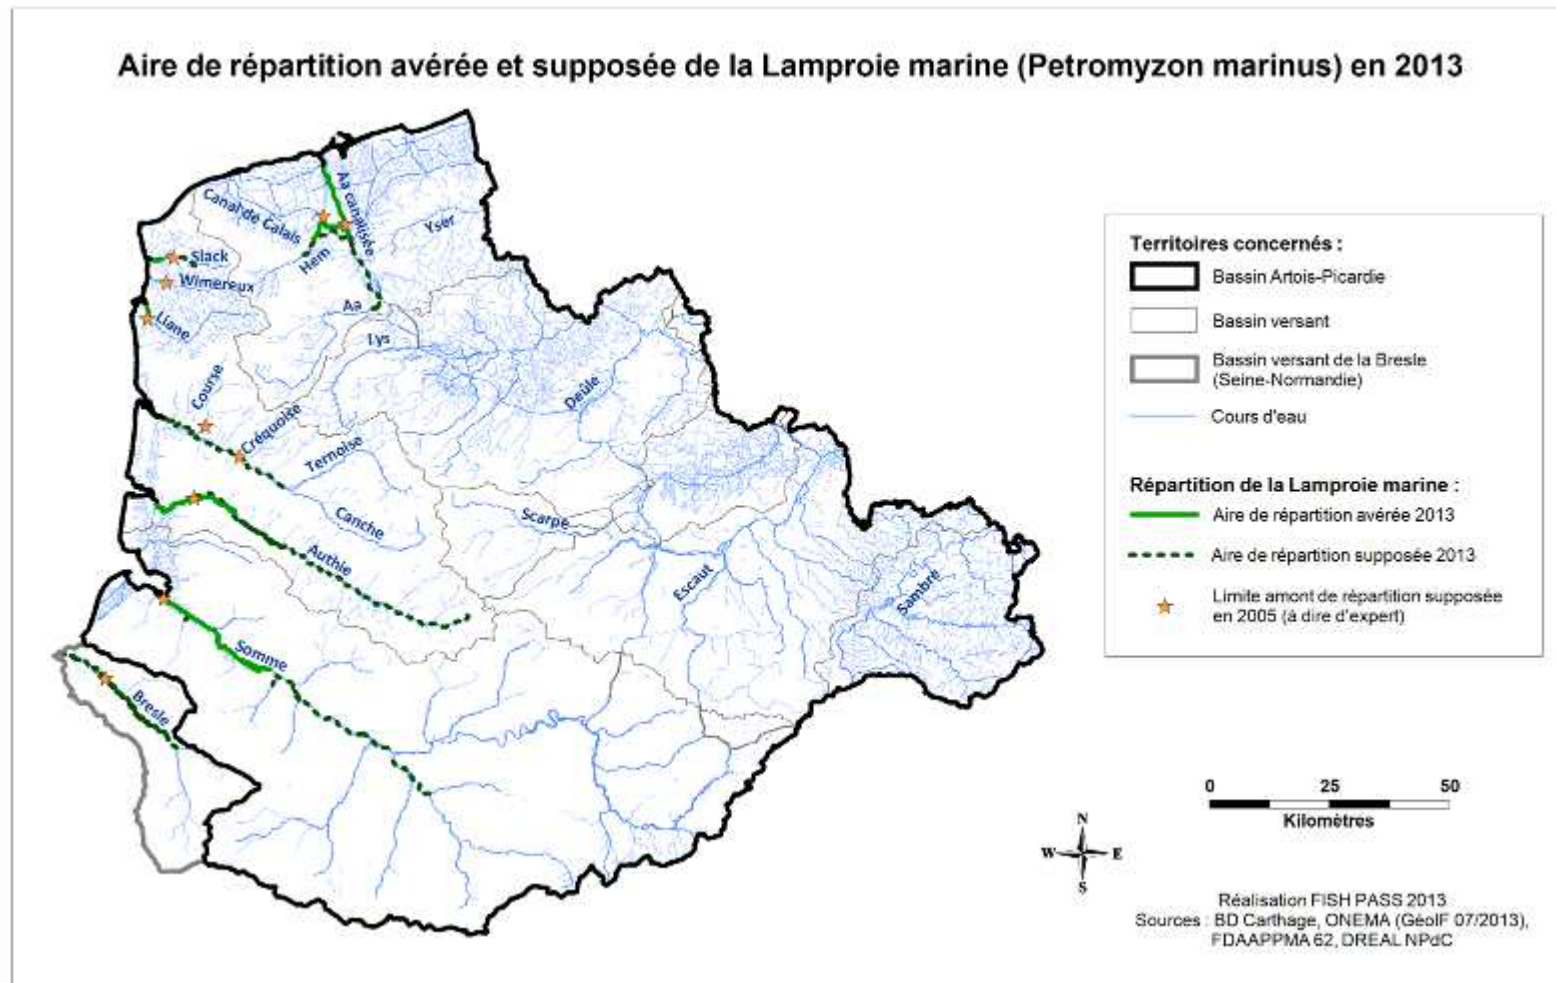 Aire de répartition avérée et supposée de la Lamproie marine (Petromyzon marinus) en 2013
Canal de Calais
Aa canalisée
Yser
Hem
Slack
Wimereux
Aa
Liane
Lys
Course
Deûle
Créquoise
Ternoise
Canche
Scarpe
Authie
Escaut
Sambre
Somme
Bresle
Territoires concernés :
Bassin Artois-Picardie
Bassin versant
Bassin versant de la Bresle
(Seine-Normandie)
Cours d'eau
Répartition de la Lamproie marine :
Aire de répartition avérée 2013
Aire de répartition supposée 2013
Limite amont de répartition supposée
en 2005 (à dire d'expert)
0 25 50
Kilomètres
N
W E
S
Réalisation FISH PASS 2013
Sources : BD Carthage, ONEMA (GéoIF 07/2013),
FDAAPPMA 62, DREAL NPdC